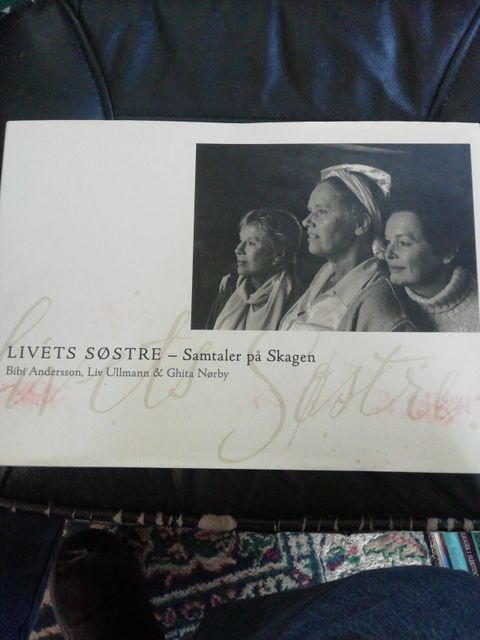 LIVETS SØSTRE – Samtaler på Skagen
Bibi Andersson, Liv Ullmann & Ghita Nørby
Livets Søstre